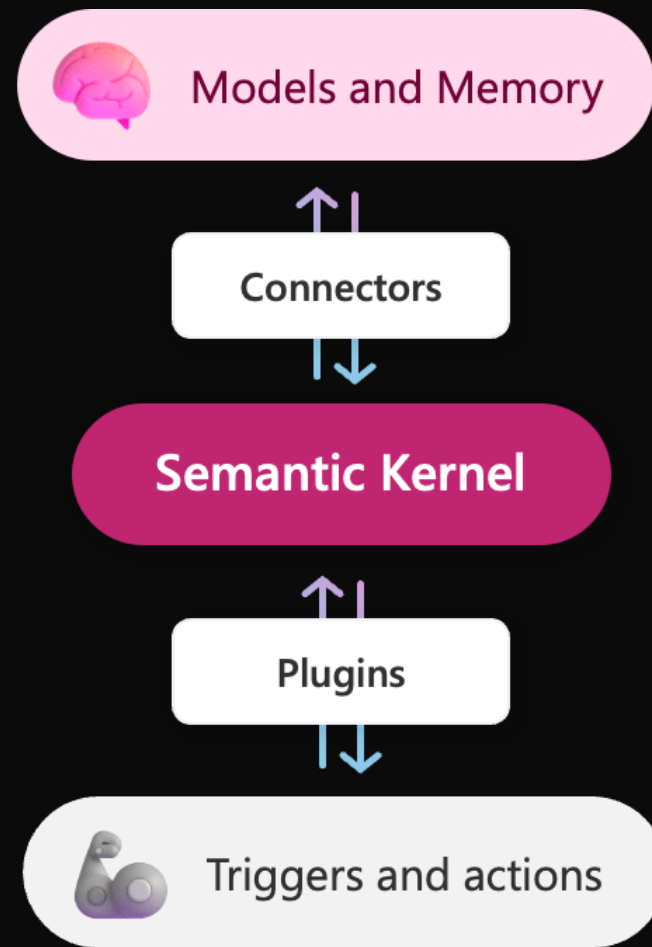 Models and Memory
Connectors
Semantic Kernel
Plugins
Triggers and actions